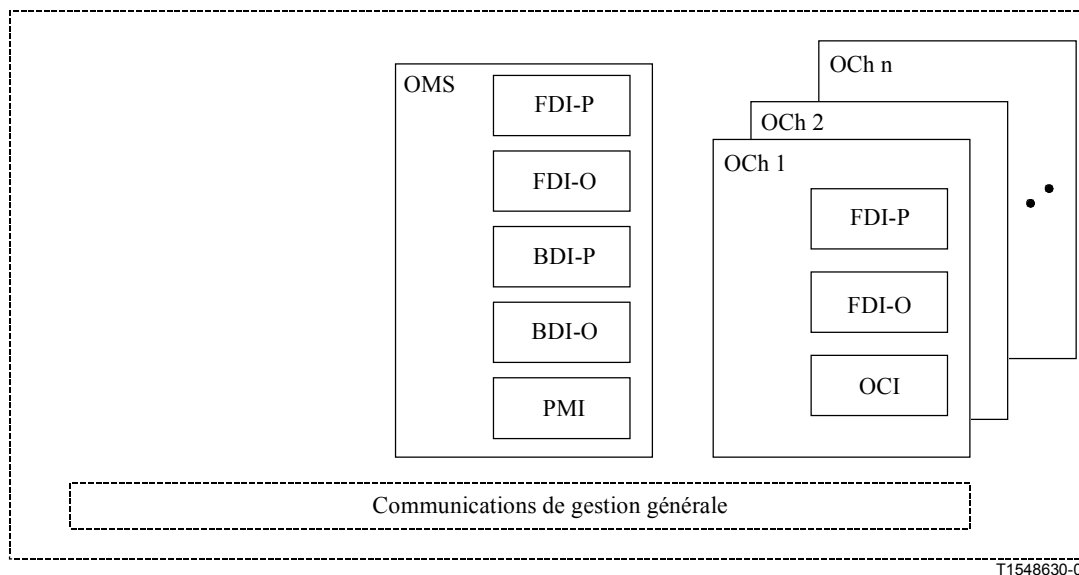 OMS
FDI-P
FDI-O
BDI-P
BDI-O
PMI
OCh n
OCh 2
OCh 1
FDI-P
FDI-O
OCI
Communications de gestion générale
T1548630-0